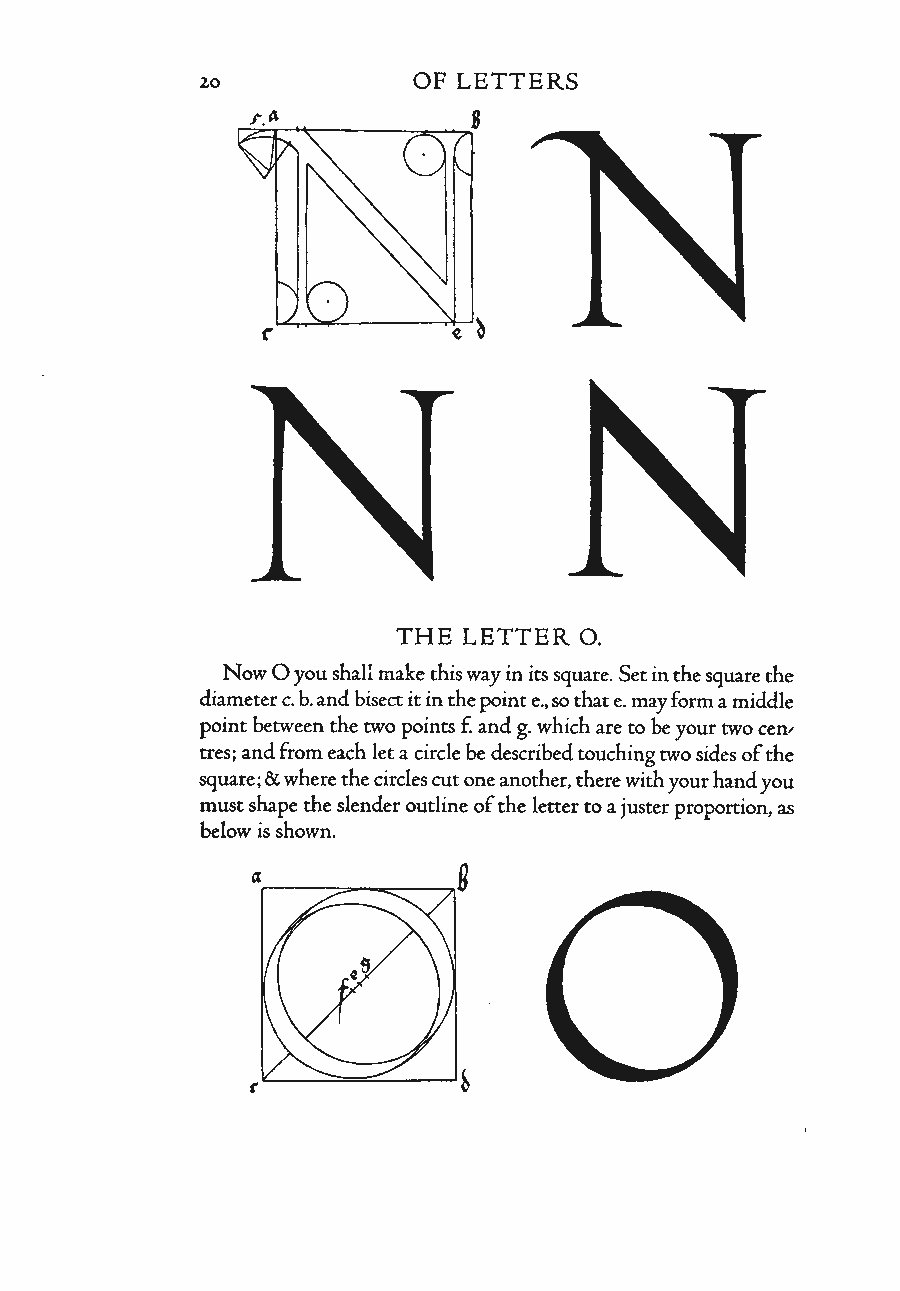 20 OF LETTERS
f. a b
c e d
THE LETTER O.
Now O you shall make this way in its square. Set in the square the
diameter c. b. and bisect it in the point e., so that e. may form a middle
point between the two points f. and g. which are to be your two cen-
tres; and from each let a circle be described touching two sides of the
square; & where the circles cut one another, there with your hand you
must shape the slender outline of the letter to a juster proportion, as
below is shown.
a b
f e g
c d